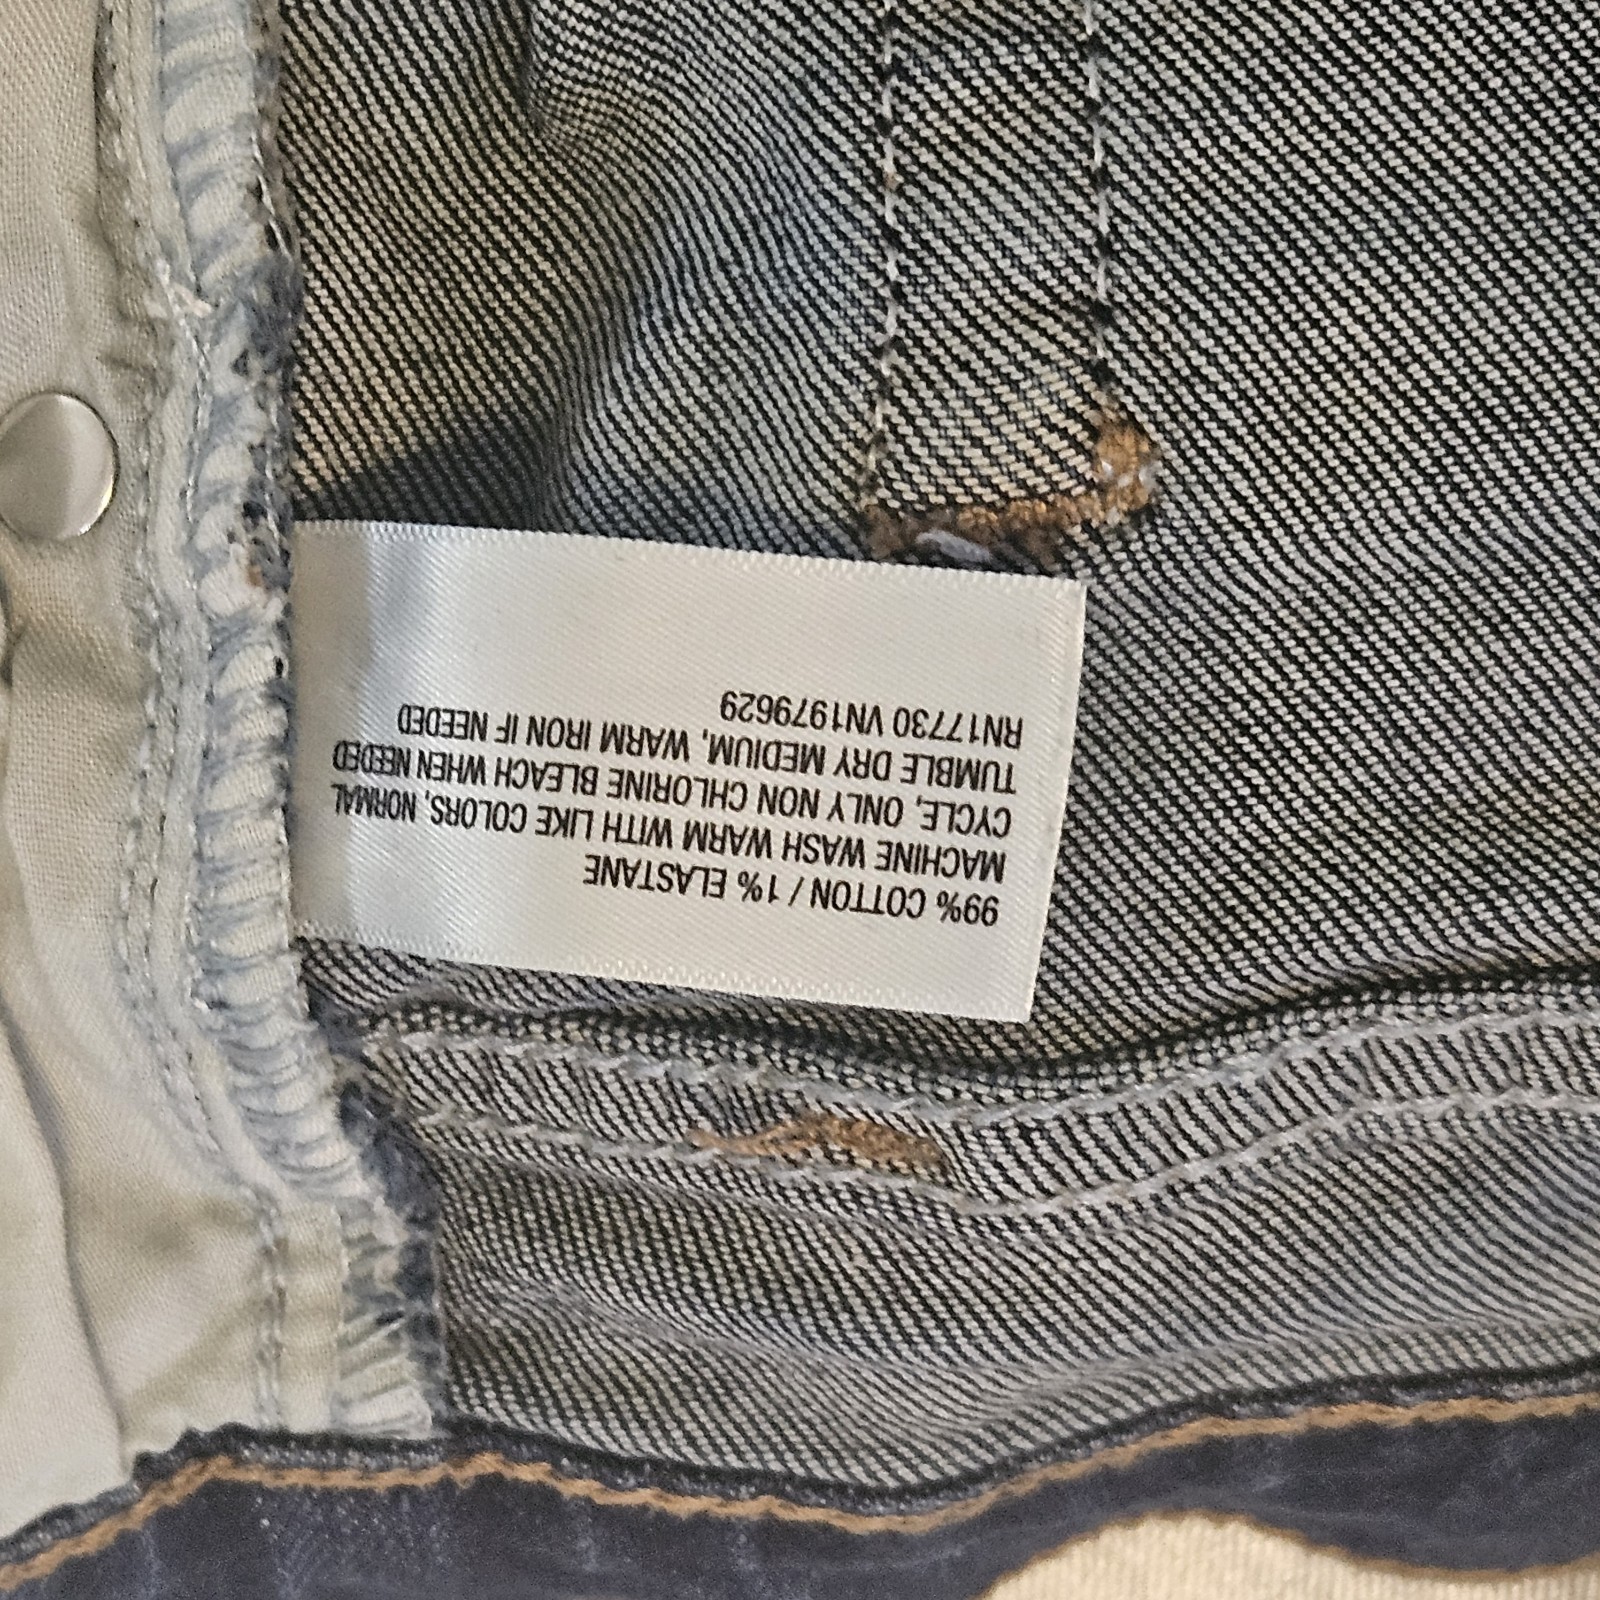 99% COTTON / 1% ELASTANE
MACHINE WASH WARM WITH LIKE COLORS, NORMAL
CYCLE, ONLY NON CHLORINE BLEACH WHEN NEEDED
TUMBLE DRY MEDIUM, WARM IRON IF NEEDED
RN17730 VN1979629